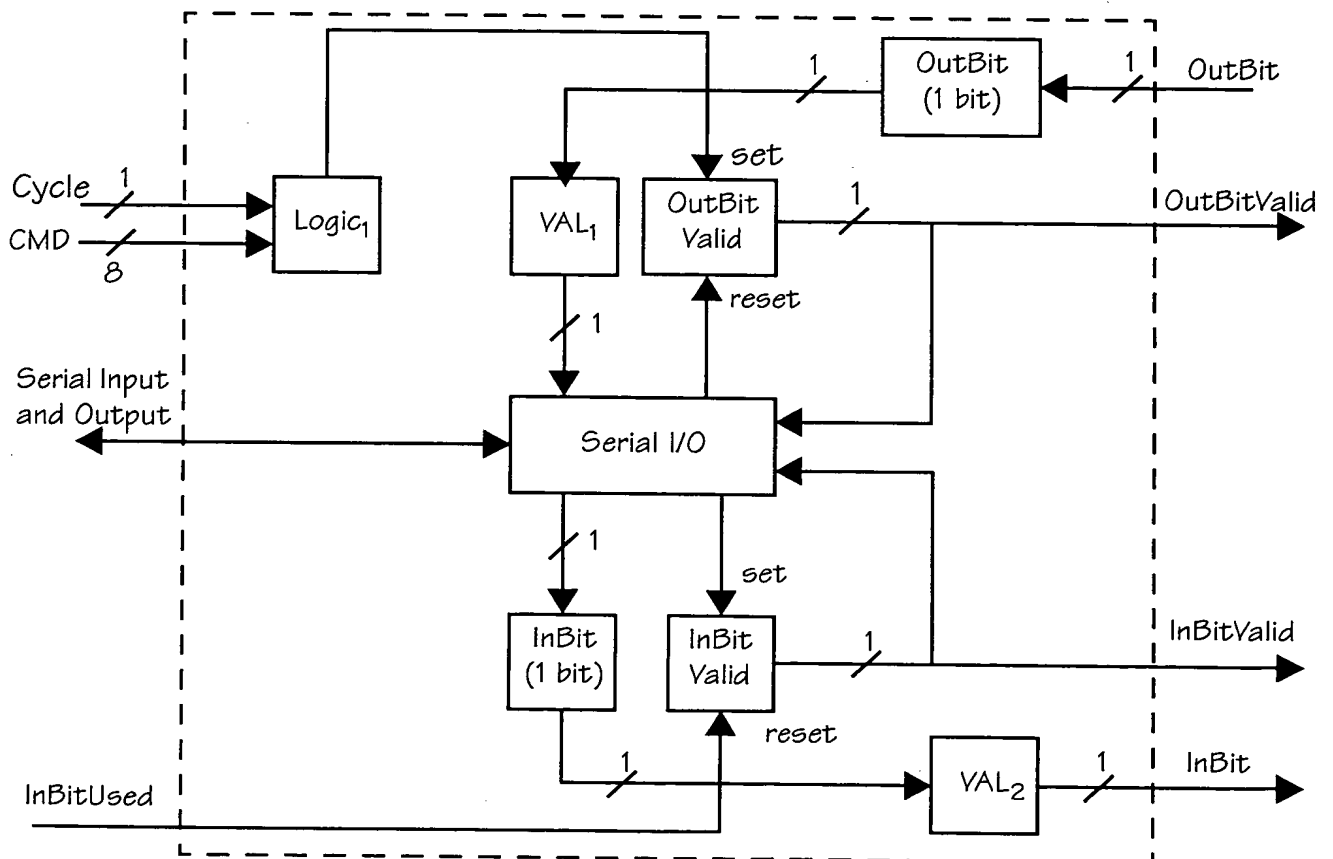 1
OutBit
(1 bit)
1
OutBit
set
Cycle
1
Logic₁
VAL₁
OutBit
Valid
1
OutBitValid
CMD
8
reset
1
Serial Input
and Output
Serial I/O
1
set
InBit
(1 bit)
InBit
Valid
1
InBitValid
reset
1
VAL₂
1
InBit
InBitUsed